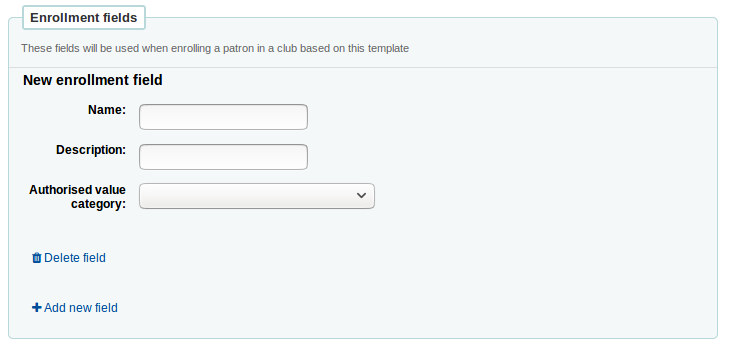 Enrollment fields
These fields will be used when enrolling a patron in a club based on this template
New enrollment field
Name:
Description:
Authorised value
category:
Delete field
Add new field